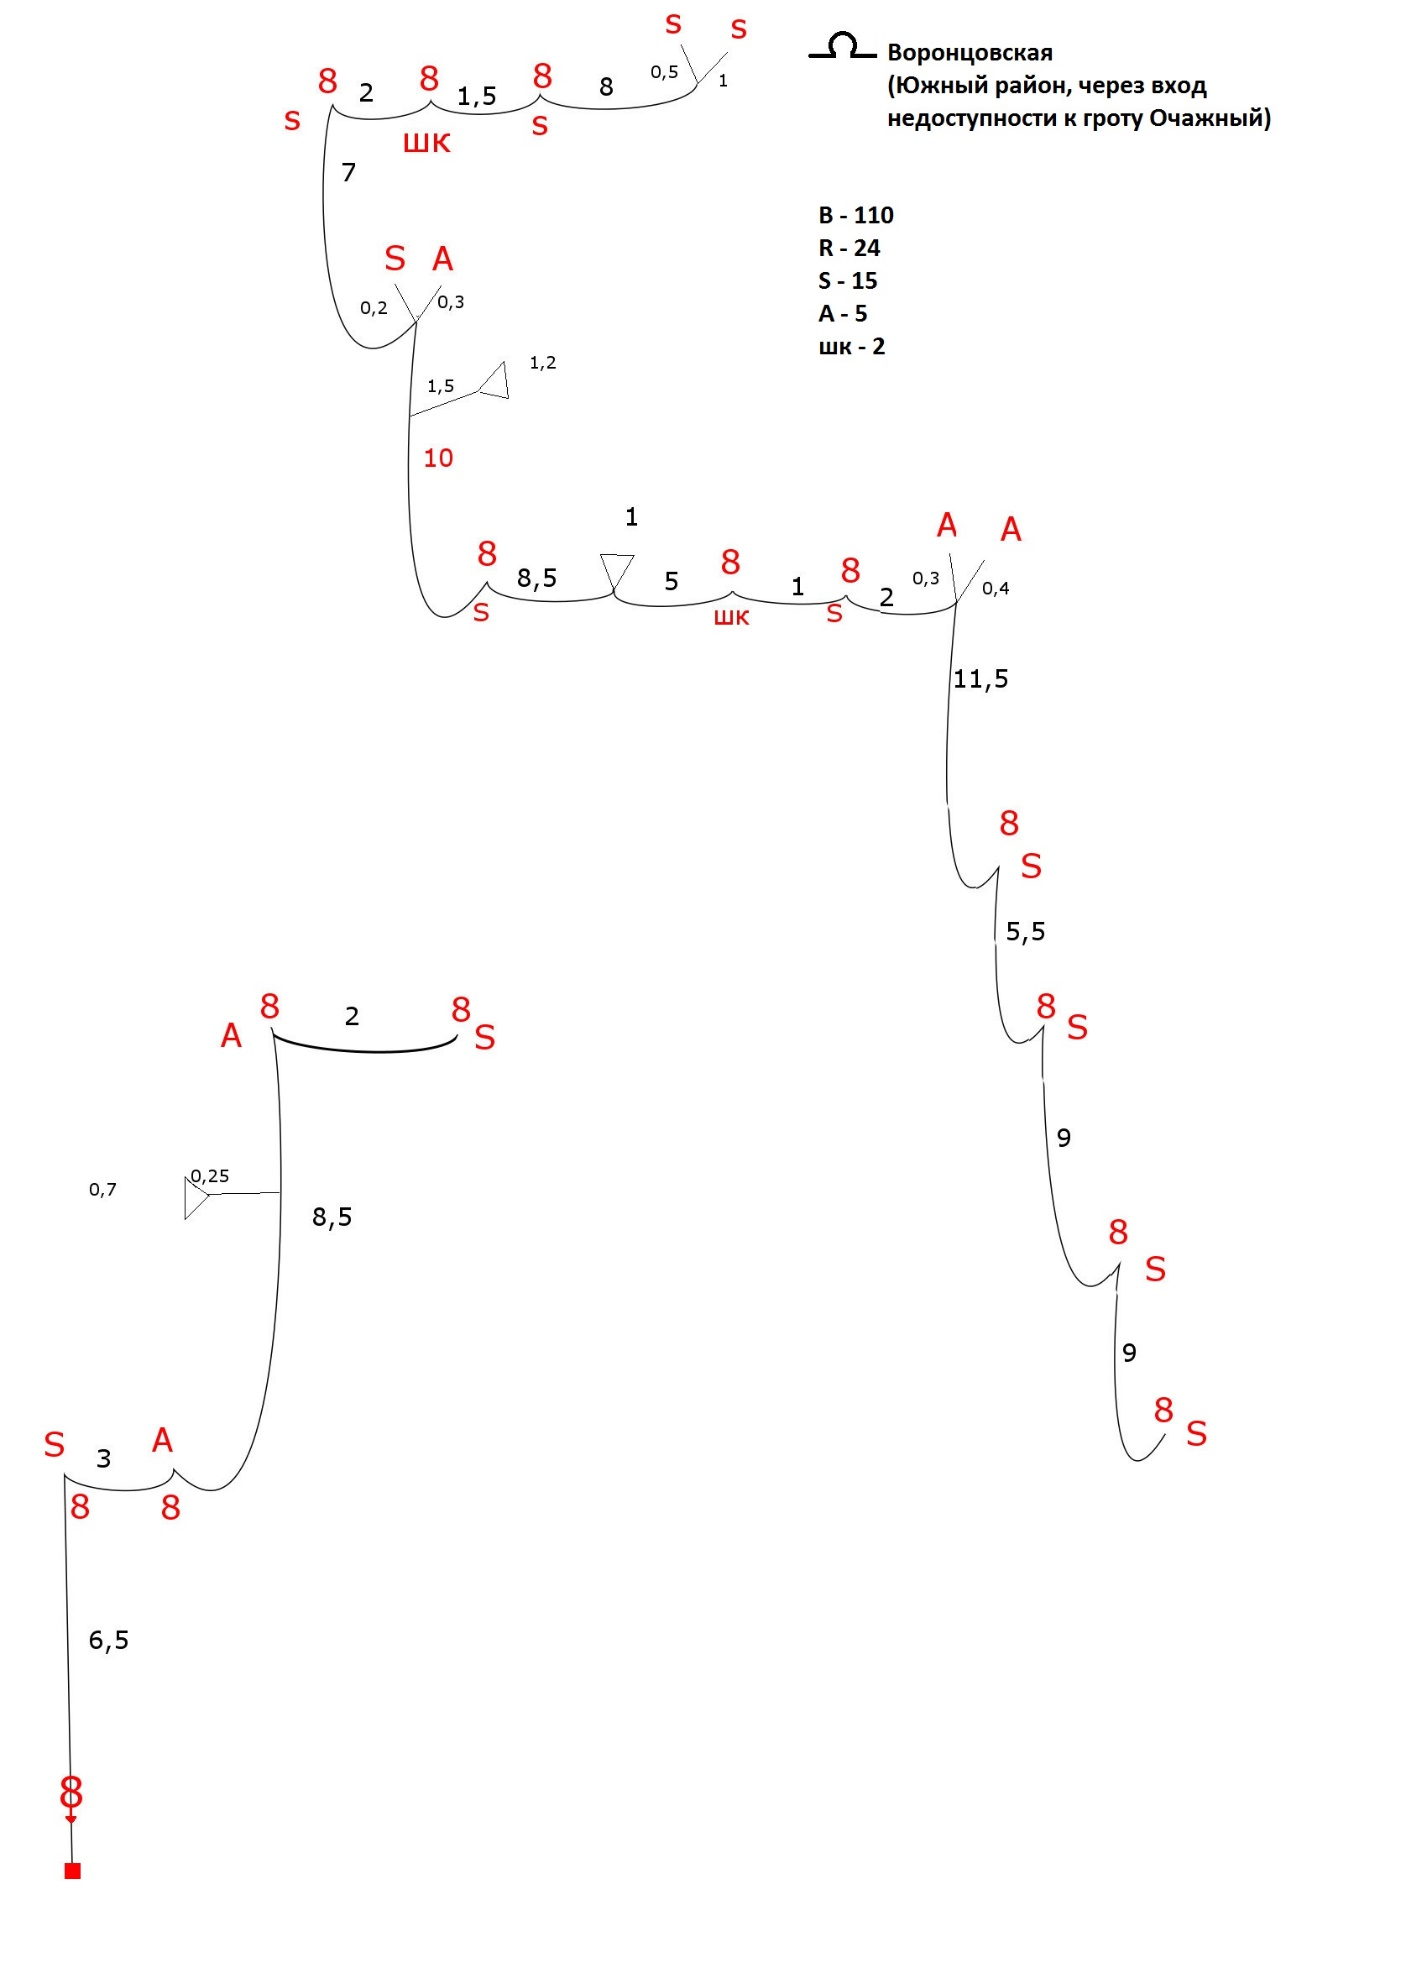 s s
8 2 8 1,5 8 8 0,5 1
s шк s
7
Воронцовская
(Южный район, через вход
недоступности к гроту Очажный)
В - 110
R - 24
S - 15
А - 5
шк - 2
S A
0,2 0,3
1,5 1,2
10
1
8 8,5 5 8 1 8 2
s шк s
A A
0,3 0,4
11,5
8
S
5,5
8 S
9
8
S
9
8 S
8 2 8
A S
0,25
0,7
8,5
S 3 A
8 8
6,5
8